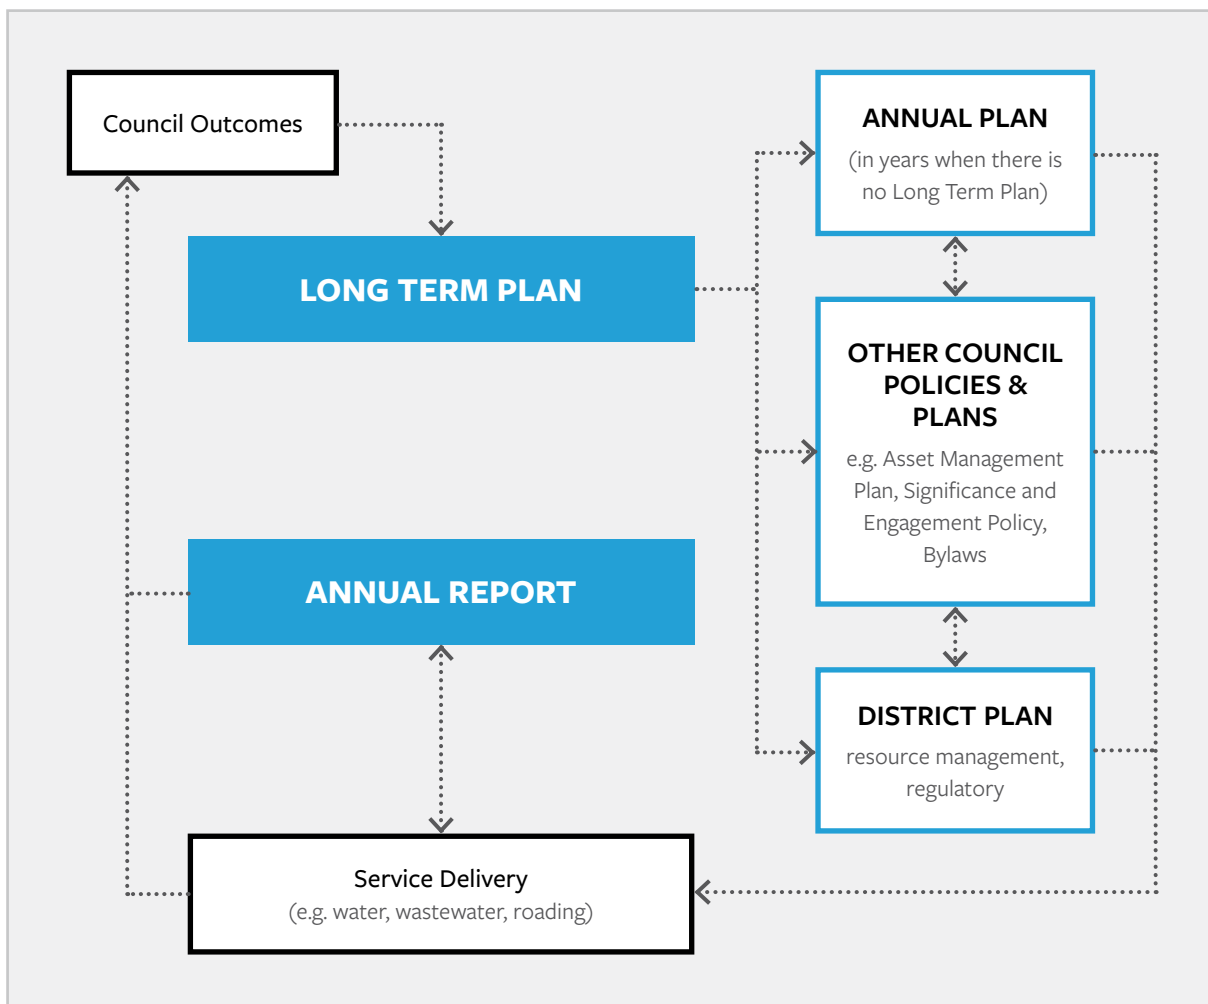 Council Outcomes
LONG TERM PLAN
ANNUAL REPORT
Service Delivery
(e.g. water, wastewater, roading)
ANNUAL PLAN
(in years when there is
no Long Term Plan)
OTHER COUNCIL
POLICIES &
PLANS
e.g. Asset Management
Plan, Significance and
Engagement Policy,
Bylaws
DISTRICT PLAN
resource management,
regulatory